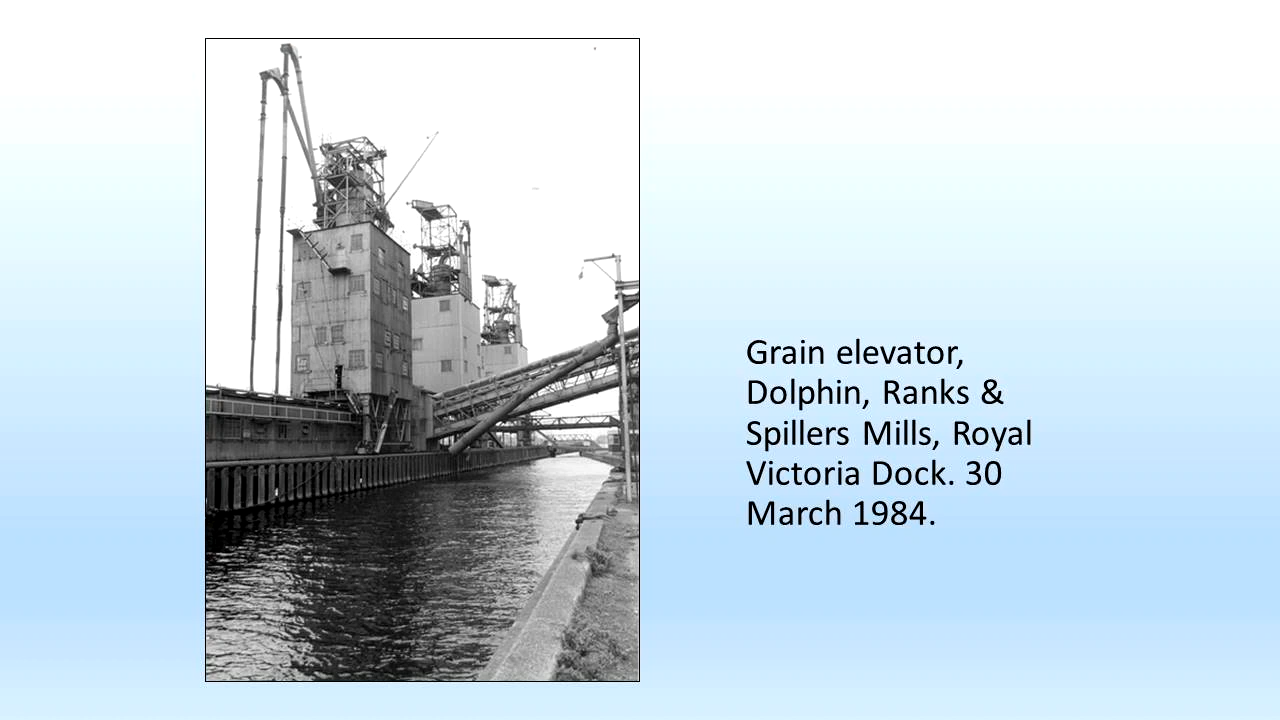 Grain elevator,
Dolphin, Ranks &
Spillers Mills, Royal
Victoria Dock. 30
March 1984.